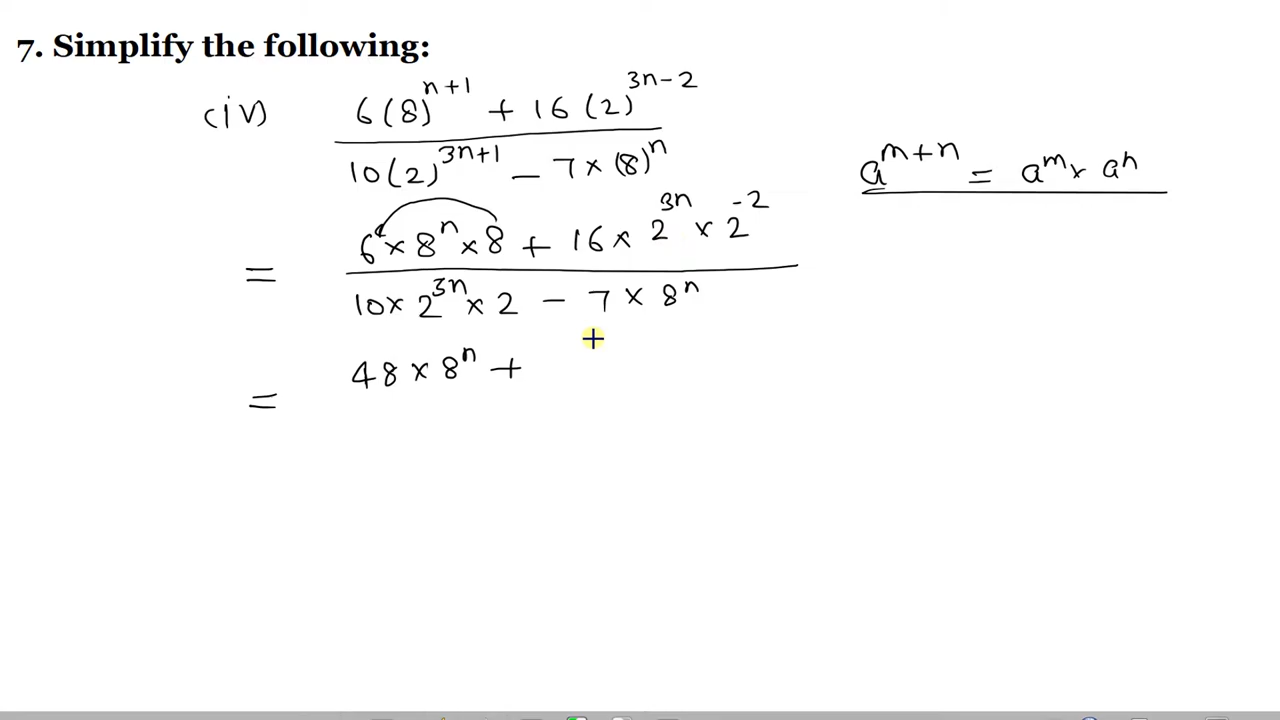 7. Simplify the following:
(iv) 6(8)^{n+1} + 16(2)^{3n-2}
10(2)^{3n+1} - 7×(8)^n
a^{m+n} = a^m × a^n
= 6×8^n×8 + 16×2^{3n}×2^{-2}
10×2^{3n}×2 - 7×8^n
= 48×8^n +